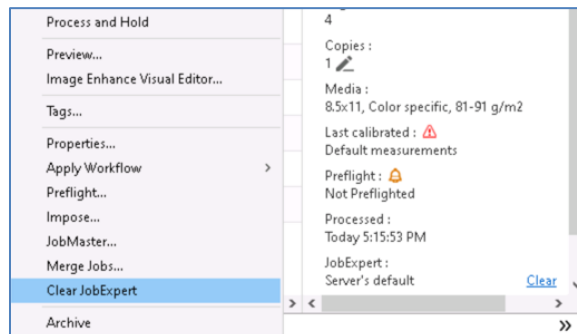 Process and Hold
Preview...
Image Enhance Visual Editor...
Tags...
Properties...
Apply Workflow >
Preflight...
Impose...
JobMaster...
Merge Jobs...
Clear JobExpert
Archive
4
Copies :
1
Media :
8.5x11, Color specific, 81-91 g/m2
Last calibrated :
Default measurements
Preflight :
Not Preflighted
Processed :
Today 5:15:53 PM
JobExpert :
Server's default Clear